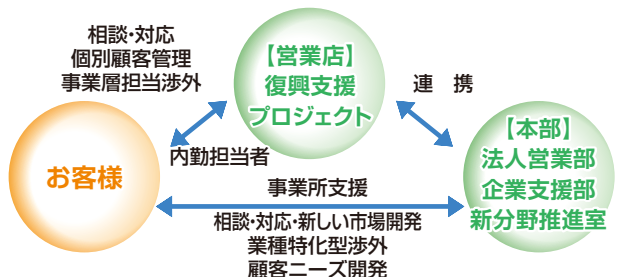 相談・対応
個別顧客管理
事業層担当渉外
【営業店】
復興支援
プロジェクト
連 携
【本部】
法人営業部
企業支援部
新分野推進室
お客様
内勤担当者
事業所支援
相談・対応・新しい市場開発
業種特化型渉外
顧客ニーズ開発